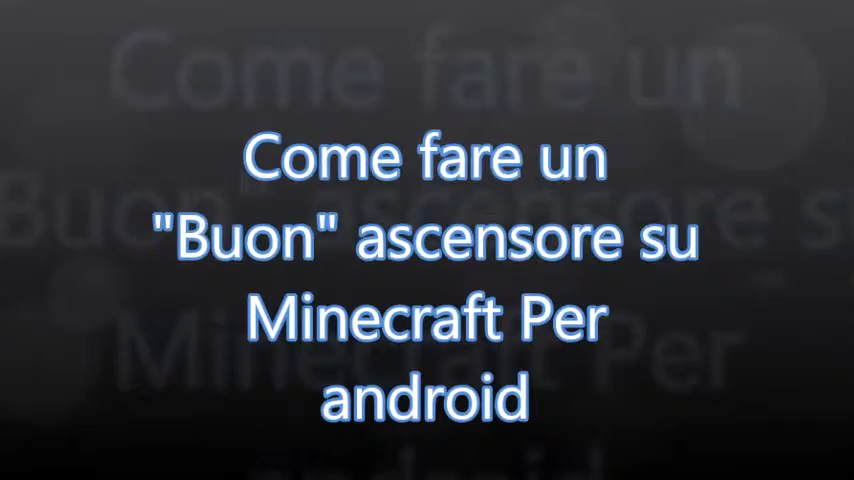 Come fare un
"Buon" ascensore su
Minecraft Per
android